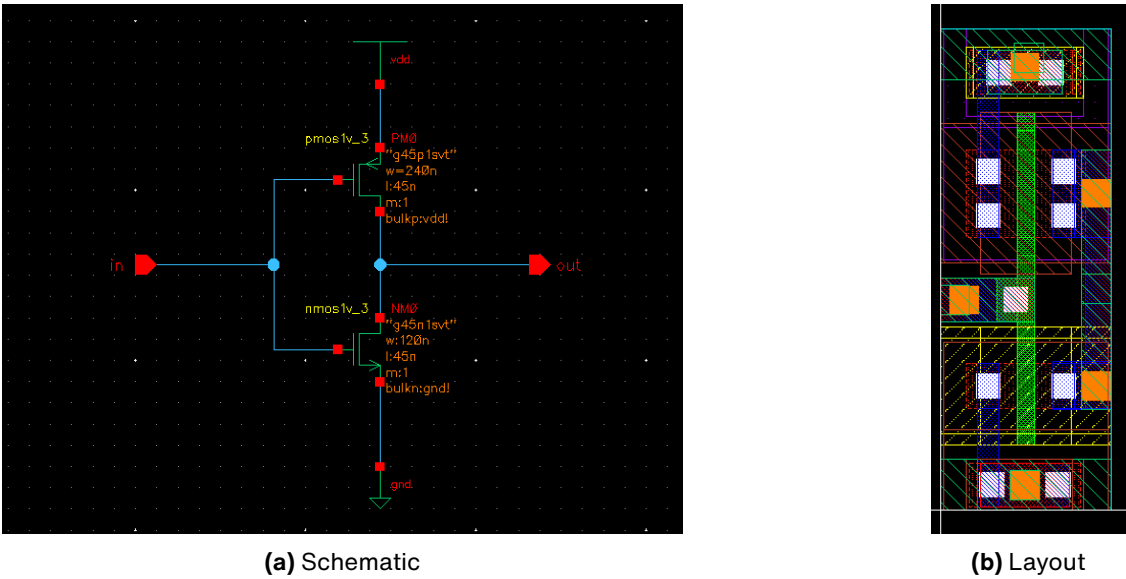 vdd!
pmos1v_3 PM0
"g45p1svt"
w=240n
l:45n
m:1
bulkp:vdd!
in
out
nmos1v_3 NM0
"g45n1svt"
w:120n
l:45n
m:1
bulkn:gnd!
gnd!
(a) Schematic
(b) Layout